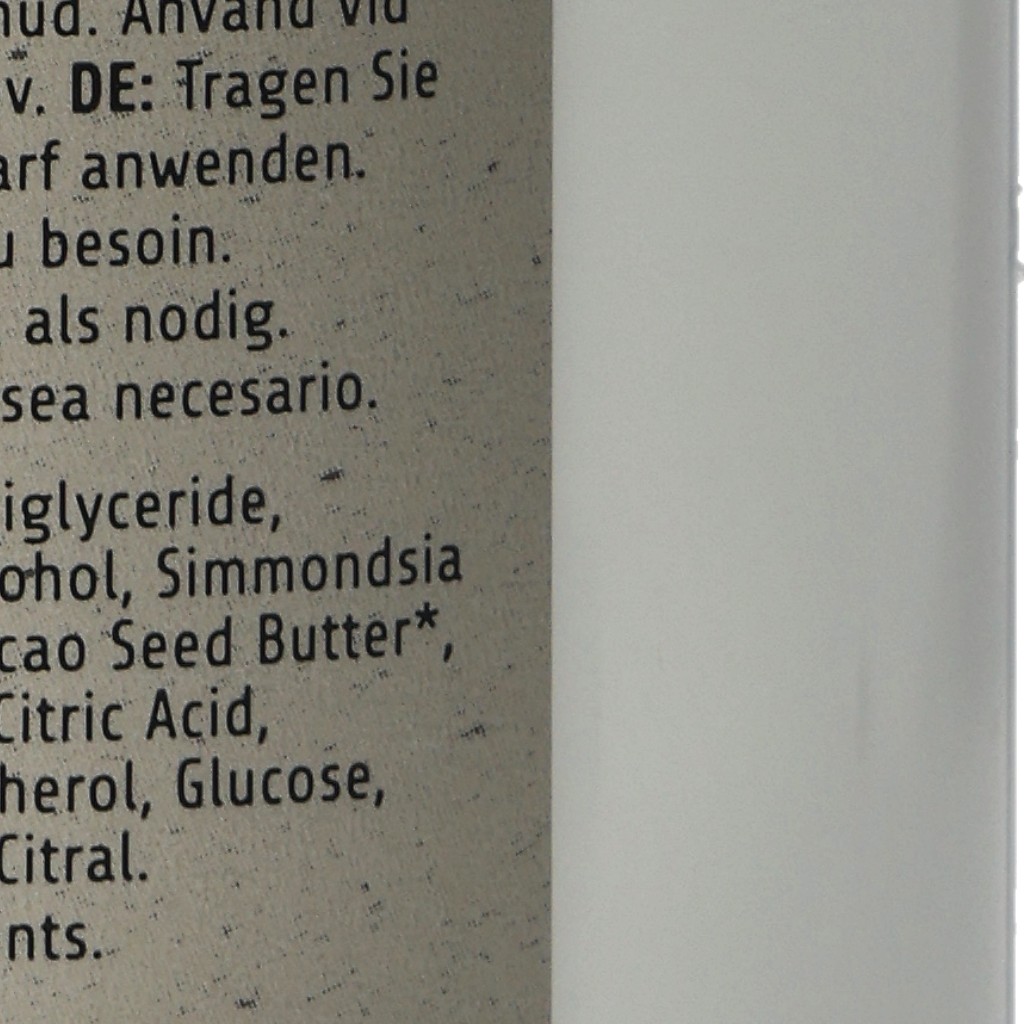 hud. Använd vid
v. DE: Tragen Sie
arf anwenden.
u besoin.
als nodig.
sea necesario.
iglyceride,
ohol, Simmondsia
cao Seed Butter*,
Citric Acid,
herol, Glucose,
Citral.
nts.